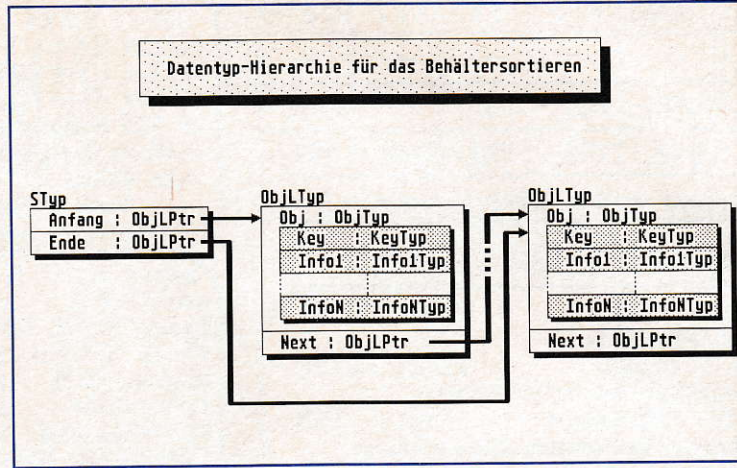 Datentyp-Hierarchie für das Behältersortieren
STyp
Anfang : ObjLPtr
Ende : ObjLPtr
ObjLTyp
Obj : ObjTyp
Key : KeyTyp
Info1 : Info1Typ
InfoN : InfoNTyp
Next : ObjLPtr
ObjLTyp
Obj : ObjTyp
Key : KeyTyp
Info1 : Info1Typ
InfoN : InfoNTyp
Next : ObjLPtr